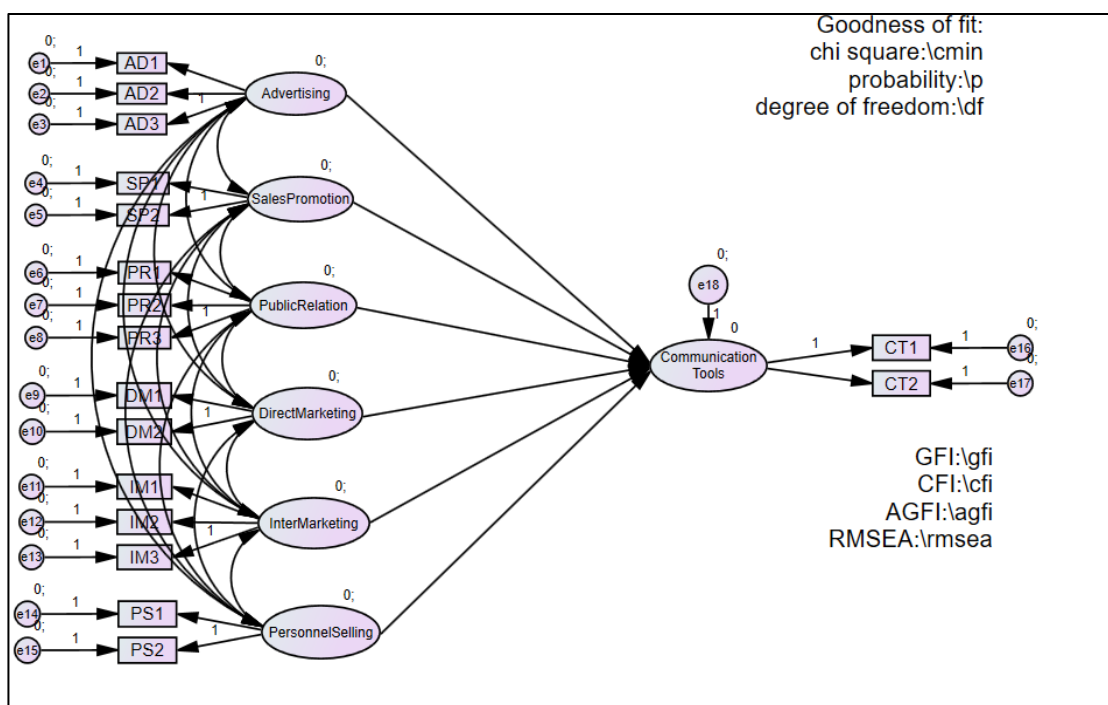 Goodness of fit:
chi square:\cmin
probability:\p
degree of freedom:\df
0;
e1
1
AD1
0;
e2
1
AD2
0;
e3
1
AD3
1
0;
Advertising
0;
e4
1
SP1
0;
e5
1
SP2
1
0;
SalesPromotion
0;
e6
1
PR1
0;
e7
1
PR2
0;
e8
1
PR3
1
0;
PublicRelation
0;
e9
1
DM1
0;
e10
1
DM2
1
0;
DirectMarketing
0;
e11
1
IM1
0;
e12
1
IM2
0;
e13
1
IM3
1
0;
InterMarketing
0;
e14
1
PS1
0;
e15
1
PS2
1
0;
PersonnelSelling
0;
e18
1
0
Communication
Tools
1
CT1
1
0;
e16
CT2
1
0;
e17
GFI:\gfi
CFI:\cfi
AGFI:\agfi
RMSEA:\rmsea